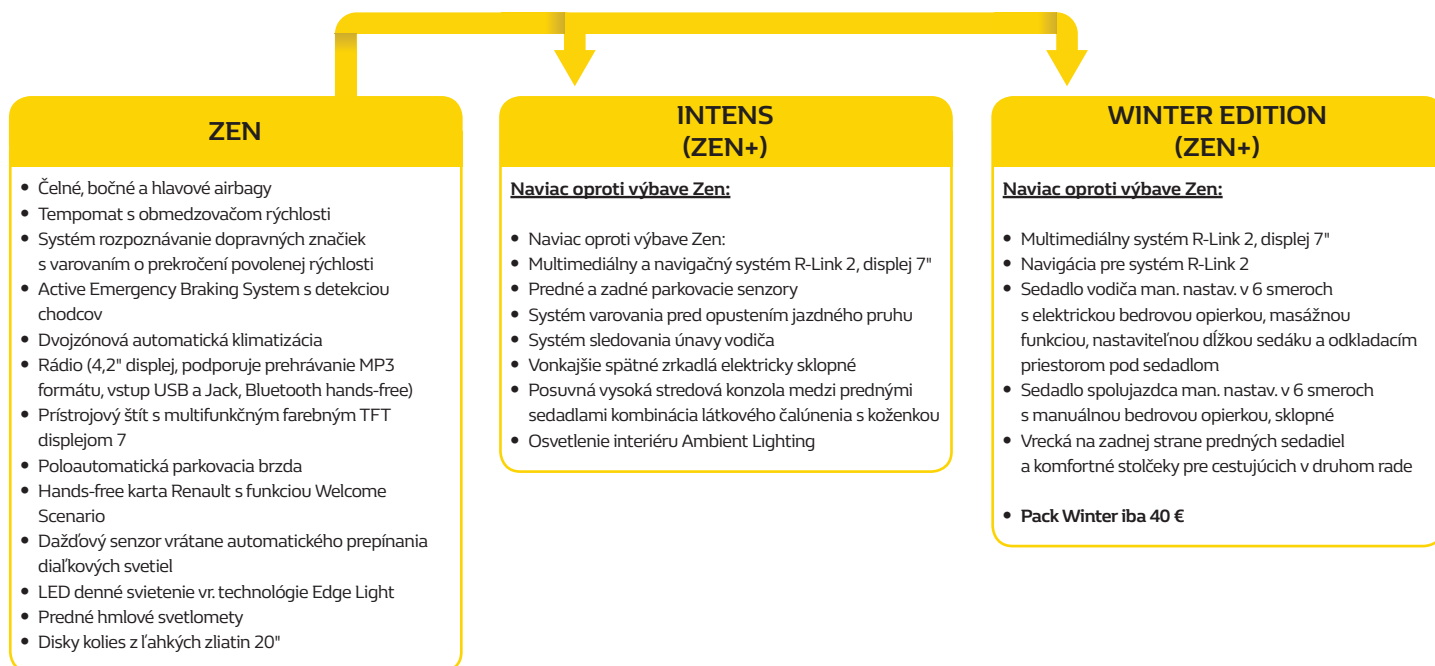 ZEN
• Čelné, bočné a hlavové airbagy
• Tempomat s obmedzovačom rýchlosti
• Systém rozpoznávanie dopravných značiek
s varovaním o prekročení povolenej rýchlosti
• Active Emergency Braking System s detekciou
chodcov
• Dvojzónová automatická klimatizácia
• Rádio (4,2" displej, podporuje prehrávanie MP3
formátu, vstup USB a Jack, Bluetooth hands-free)
• Prístrojový štít s multifunkčným farebným TFT
displejom 7
• Poloautomatická parkovacia brzda
• Hands-free karta Renault s funkciou Welcome
Scenario
• Dažďový senzor vrátane automatického prepínania
diaľkových svetiel
• LED denné svietenie vr. technológie Edge Light
• Predné hmlové svetlomety
• Disky kolies z ľahkých zliatin 20"
INTENS
(ZEN+)
Naviac oproti výbave Zen:
• Naviac oproti výbave Zen:
• Multimediálny a navigačný systém R-Link 2, displej 7"
• Predné a zadné parkovacie senzory
• Systém varovania pred opustením jazdného pruhu
• Systém sledovania únavy vodiča
• Vonkajšie spätné zrkadlá elektricky sklopné
• Posuvná vysoká stredová konzola medzi prednými
sedadlami kombinácia látkového čalúnenia s koženkou
• Osvetlenie interiéru Ambient Lighting
WINTER EDITION
(ZEN+)
Naviac oproti výbave Zen:
• Multimediálny systém R-Link 2, displej 7"
• Navigácia pre systém R-Link 2
• Sedadlo vodiča man. nastav. v 6 smeroch
s elektrickou bedrovou opierkou, masážnou
funkciou, nastaviteľnou dĺžkou sedáku a odkladacím
priestorom pod sedadlom
• Sedadlo spolujazdca man. nastav. v 6 smeroch
s manuálnou bedrovou opierkou, sklopné
• Vrecká na zadnej strane predných sedadiel
a komfortné stolčeky pre cestujúcich v druhom rade
• Pack Winter iba 40 €